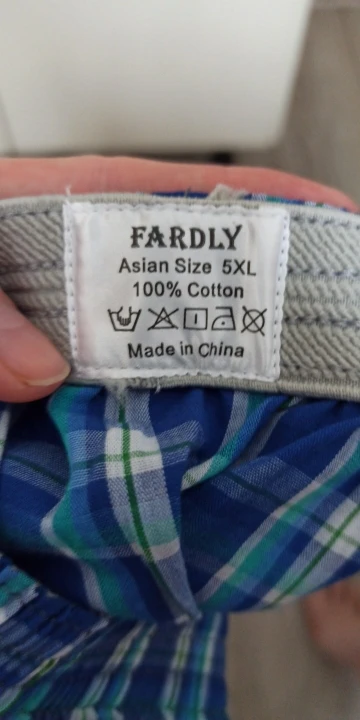 FARDLY
Asian Size 5XL
100% Cotton
Made in China